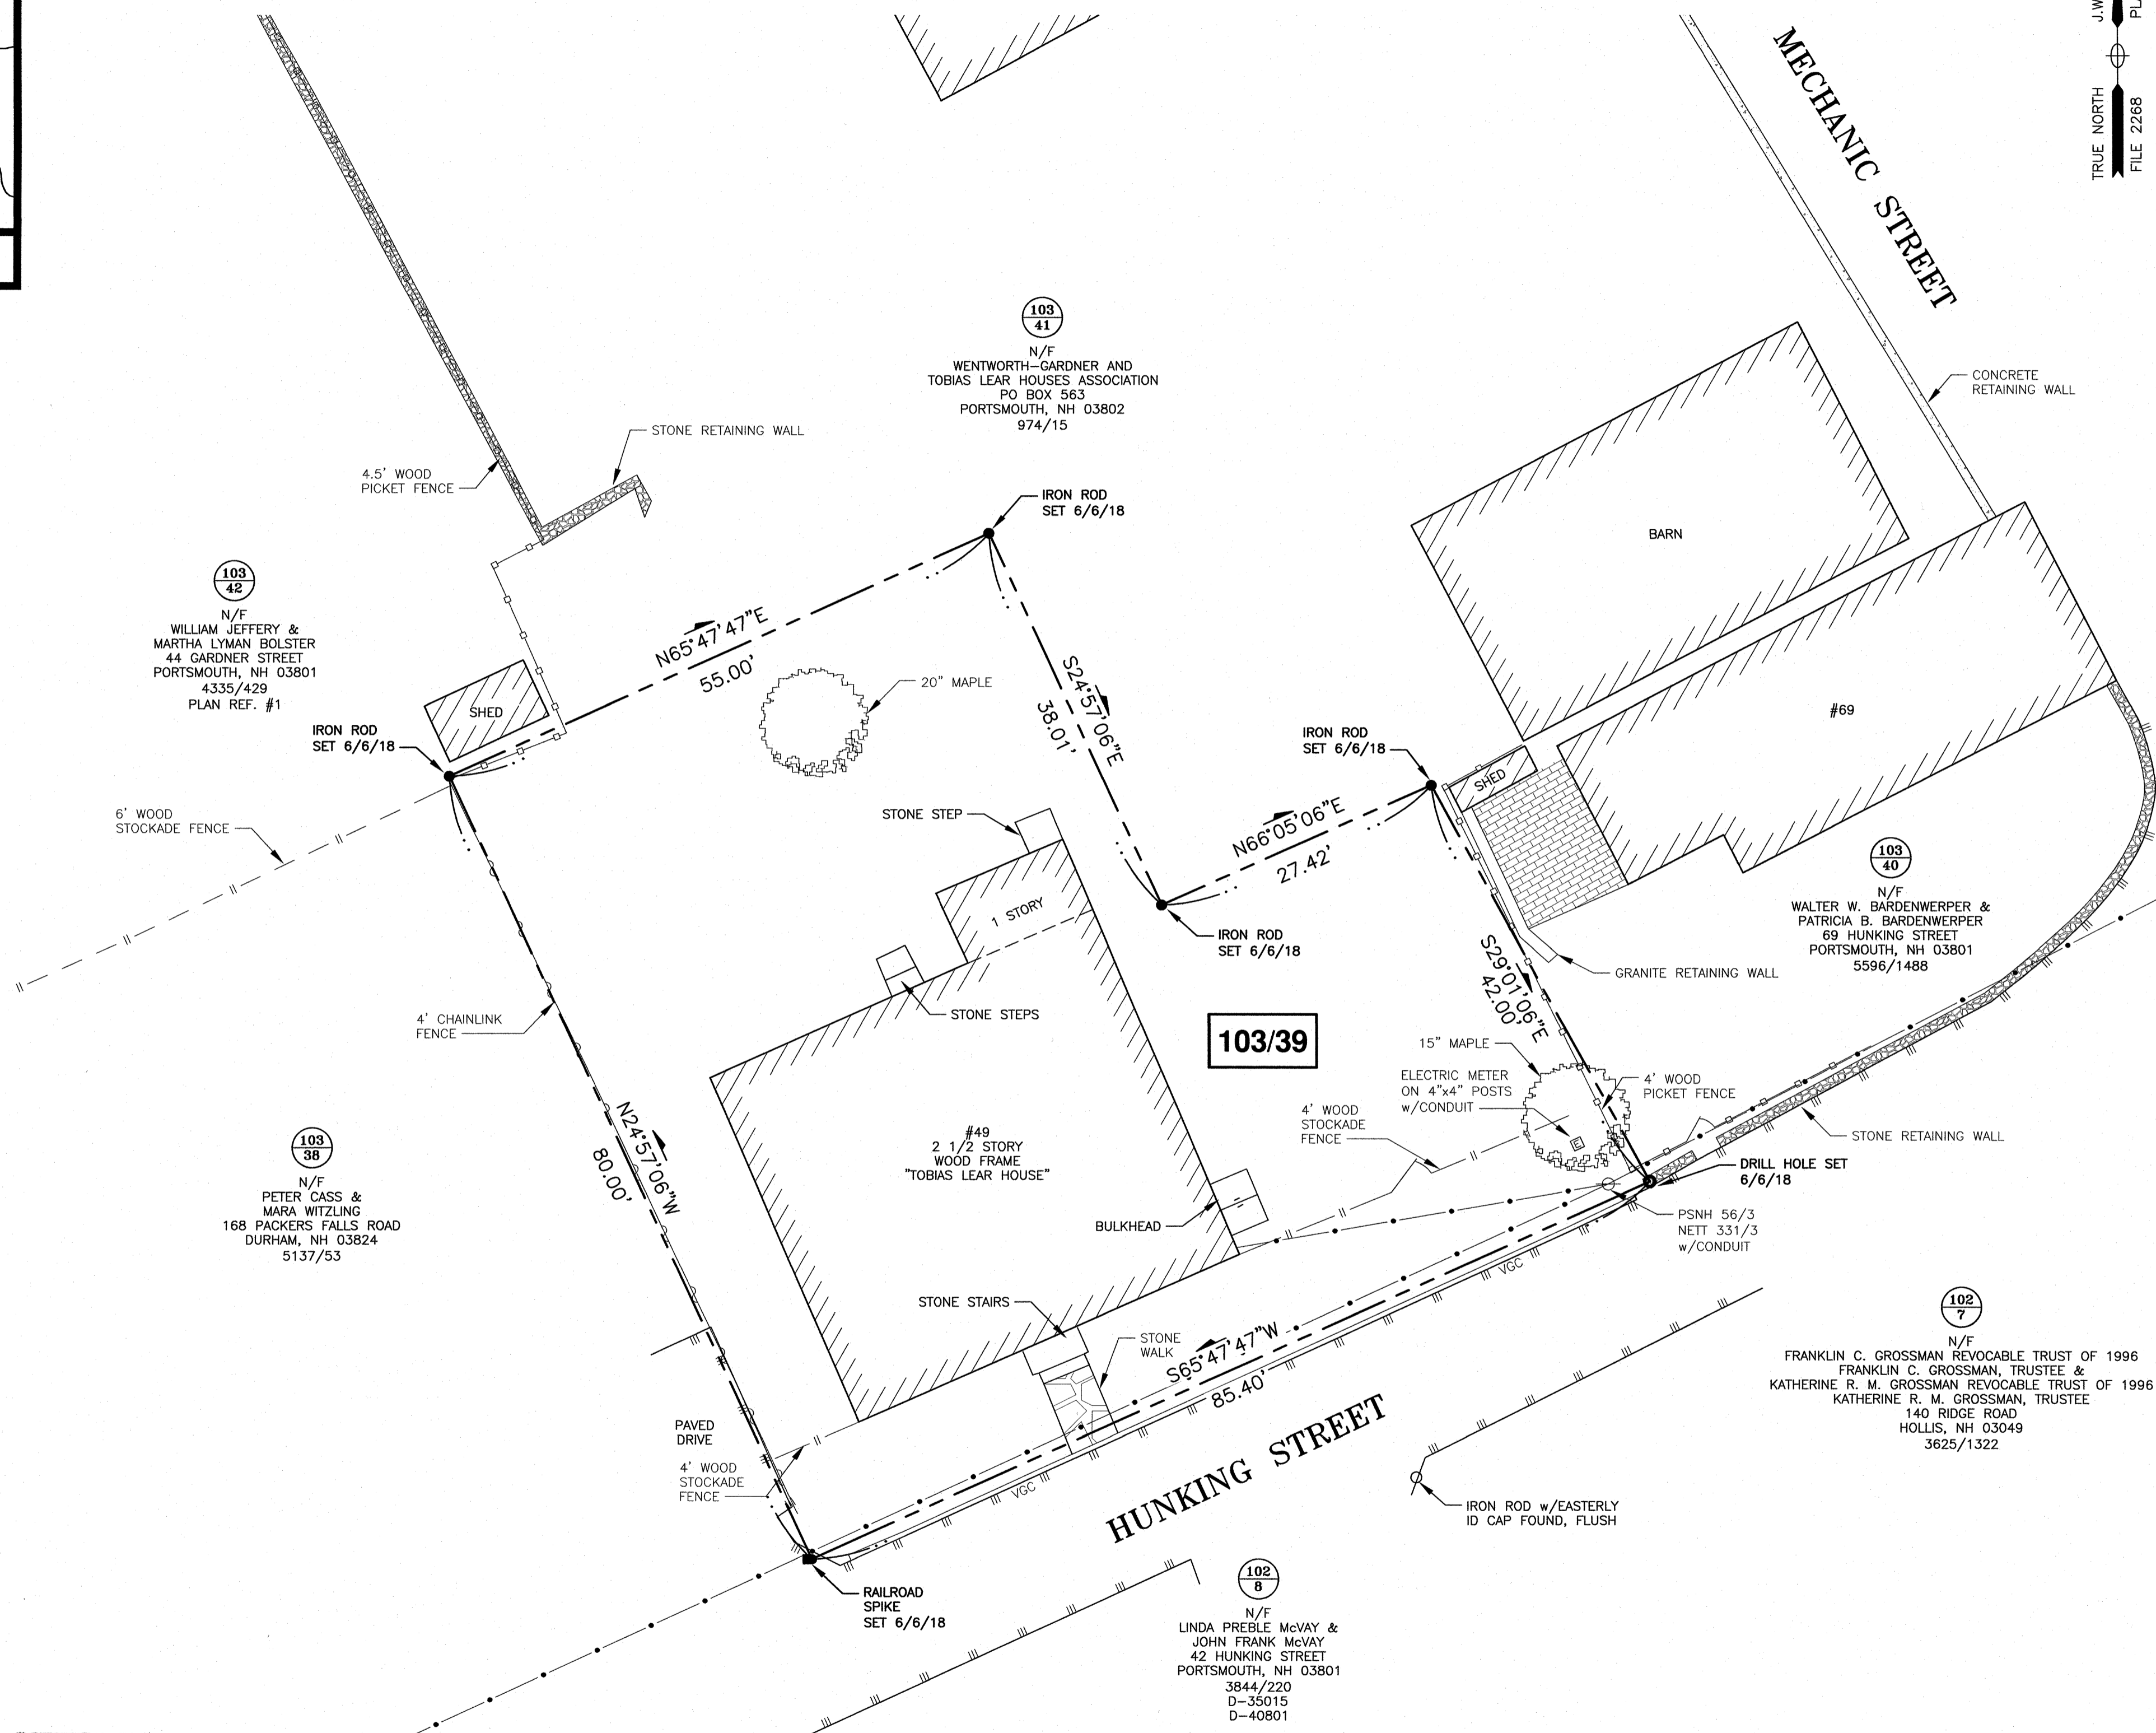 J.W
PL
TRUE NORTH
FILE 2268
MECHANIC STREET
103
41
N/F
WENTWORTH-GARDNER AND
TOBIAS LEAR HOUSES ASSOCIATION
PO BOX 563
PORTSMOUTH, NH 03802
974/15
CONCRETE
RETAINING WALL
STONE RETAINING WALL
4.5' WOOD
PICKET FENCE
IRON ROD
SET 6/6/18
BARN
103
42
N/F
WILLIAM JEFFERY &
MARTHA LYMAN BOLSTER
44 GARDNER STREET
PORTSMOUTH, NH 03801
4335/429
PLAN REF. #1
N65°47'47"E
55.00'
20" MAPLE
S24°57'06"E
38.01'
SHED
IRON ROD
SET 6/6/18
#69
IRON ROD
SET 6/6/18
SHED
6' WOOD
STOCKADE FENCE
STONE STEP
N66°05'06"E
27.42'
103
40
N/F
WALTER W. BARDENWERPER &
PATRICIA B. BARDENWERPER
69 HUNKING STREET
PORTSMOUTH, NH 03801
5596/1488
1 STORY
IRON ROD
SET 6/6/18
GRANITE RETAINING WALL
S29°01'06"E
42.00'
4' CHAINLINK
FENCE
STONE STEPS
103/39
15" MAPLE
ELECTRIC METER
ON 4"x4" POSTS
w/CONDUIT
4' WOOD
PICKET FENCE
4' WOOD
STOCKADE
FENCE
E
STONE RETAINING WALL
103
38
N/F
PETER CASS &
MARA WITZLING
168 PACKERS FALLS ROAD
DURHAM, NH 03824
5137/53
N24°57'06"W
80.00'
#49
2 1/2 STORY
WOOD FRAME
"TOBIAS LEAR HOUSE"
DRILL HOLE SET
6/6/18
BULKHEAD
PSNH 56/3
NETT 331/3
w/CONDUIT
VGC
STONE STAIRS
STONE
WALK
S65°47'47"W
85.40'
102
7
N/F
FRANKLIN C. GROSSMAN REVOCABLE TRUST OF 1996
FRANKLIN C. GROSSMAN, TRUSTEE &
KATHERINE R. M. GROSSMAN REVOCABLE TRUST OF 1996
KATHERINE R. M. GROSSMAN, TRUSTEE
140 RIDGE ROAD
HOLLIS, NH 03049
3625/1322
PAVED
DRIVE
4' WOOD
STOCKADE
FENCE
VGC
HUNKING STREET
IRON ROD w/EASTERLY
ID CAP FOUND, FLUSH
RAILROAD
SPIKE
SET 6/6/18
102
8
N/F
LINDA PREBLE McVAY &
JOHN FRANK McVAY
42 HUNKING STREET
PORTSMOUTH, NH 03801
3844/220
D-35015
D-40801